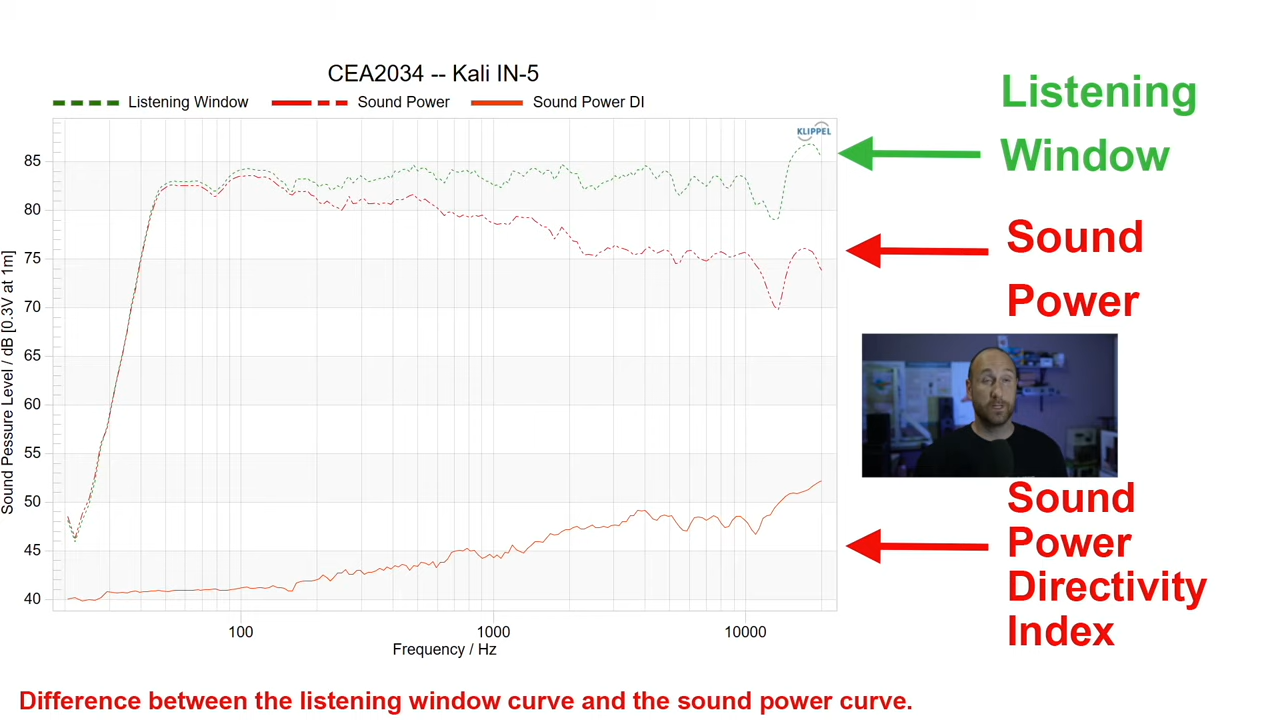 CEA2034 -- Kali IN-5
Listening Window
Sound Power
Sound Power DI
KLIPPEL
Sound Pessure Level / dB [0.3V at 1m]
85
80
75
70
65
60
55
50
45
40
100
1000
10000
Frequency / Hz
Listening
Window
Sound
Power
Sound
Power
Directivity
Index
Difference between the listening window curve and the sound power curve.